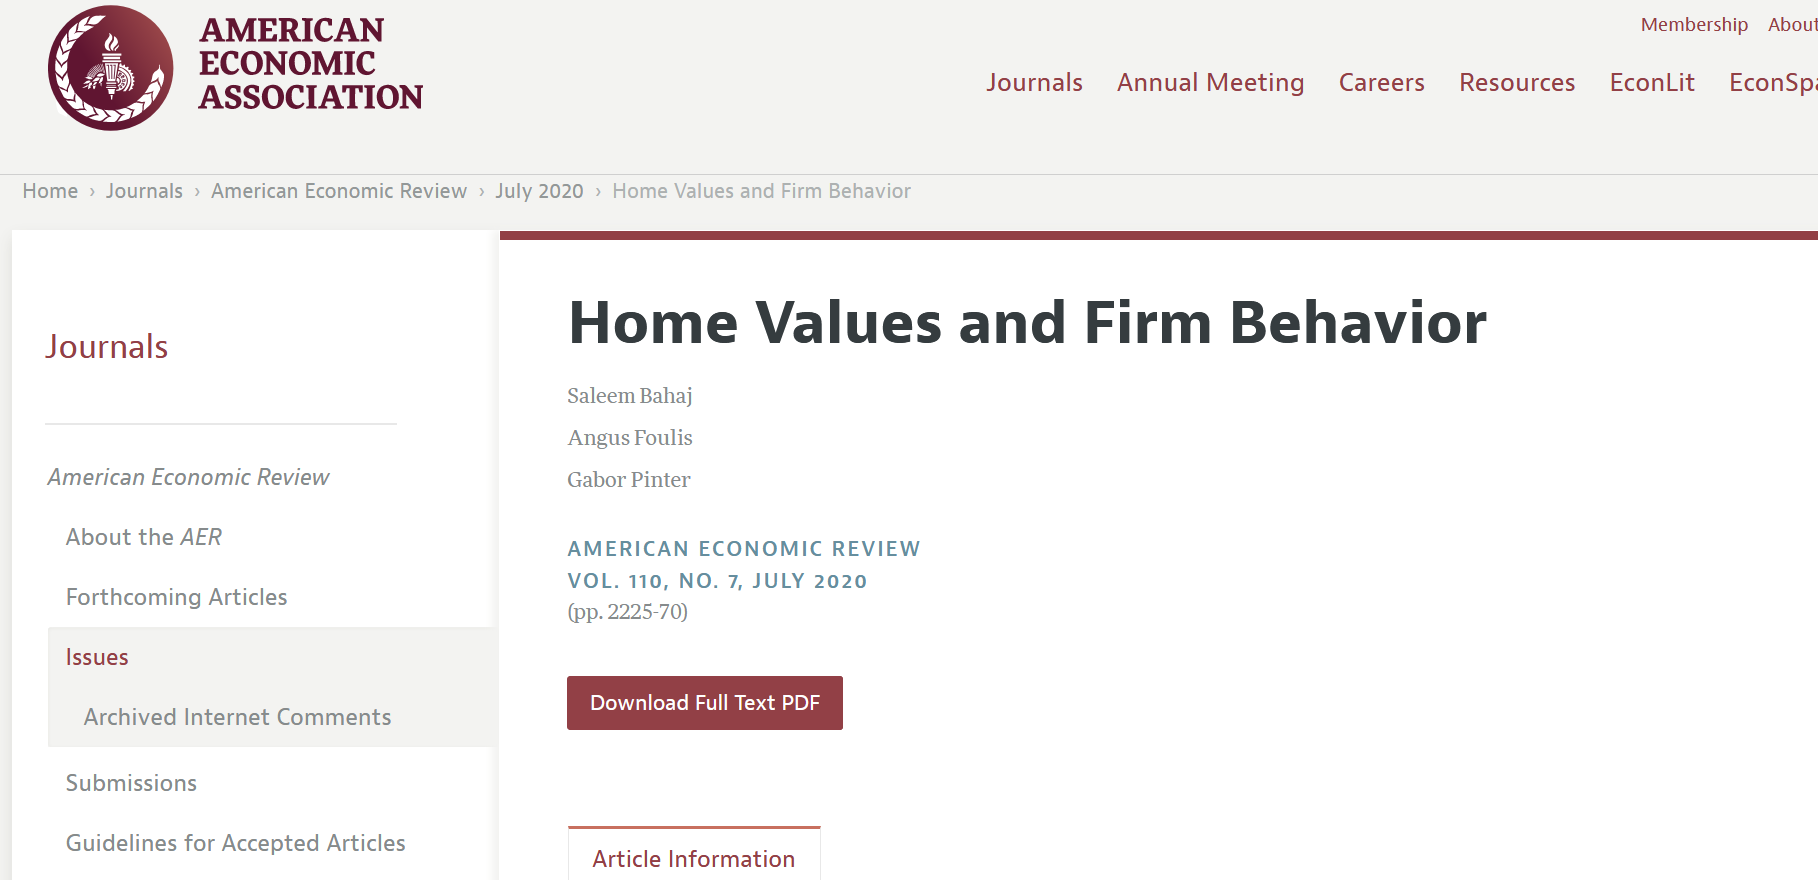 AMERICAN
ECONOMIC
ASSOCIATION
Membership About
Journals Annual Meeting Careers Resources EconLit EconSpa
Home › Journals › American Economic Review › July 2020 › Home Values and Firm Behavior
Journals
American Economic Review
About the AER
Forthcoming Articles
Issues
Archived Internet Comments
Submissions
Guidelines for Accepted Articles
Home Values and Firm Behavior
Saleem Bahaj
Angus Foulis
Gabor Pinter
AMERICAN ECONOMIC REVIEW
VOL. 110, NO. 7, JULY 2020
(pp. 2225-70)
Download Full Text PDF
Article Information